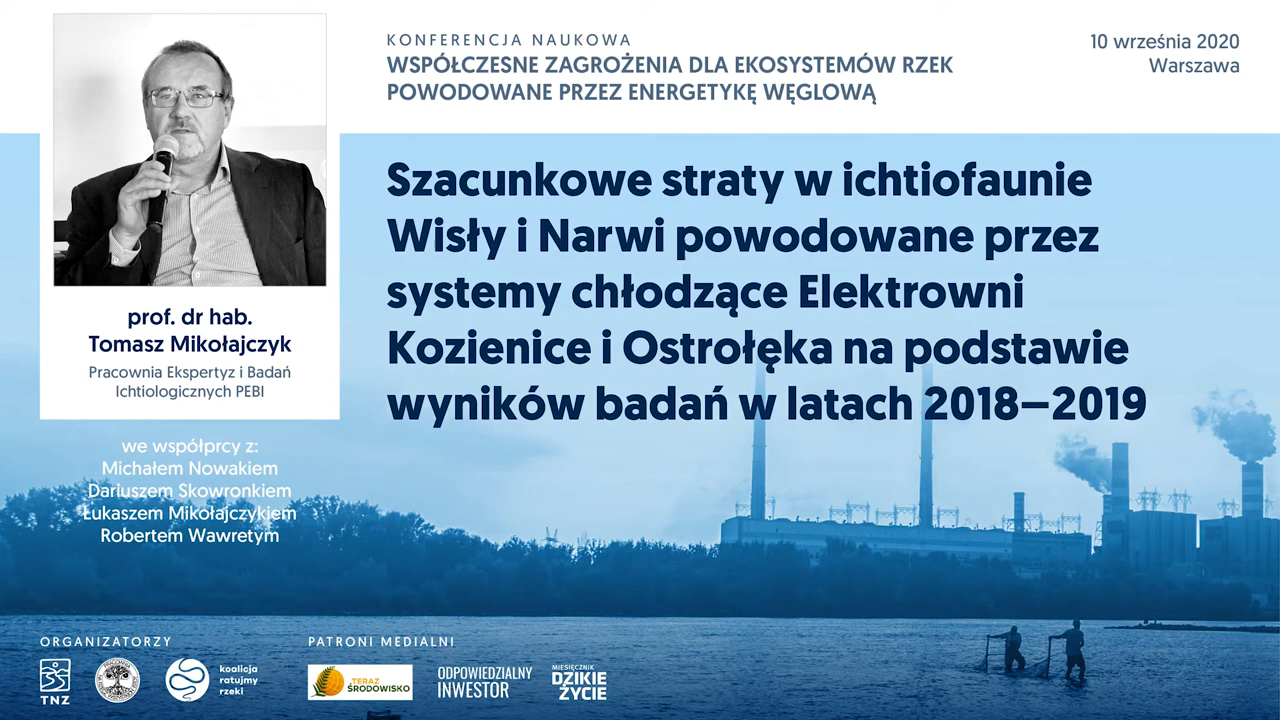 KONFERENCJA NAUKOWA
WSPÓŁCZESNE ZAGROŻENIA DLA EKOSYSTEMÓW RZEK
POWODOWANE PRZEZ ENERGETYKĘ WĘGLOWĄ
10 września 2020
Warszawa
Szacunkowe straty w ichtiofaunie
Wisły i Narwi powodowane przez
systemy chłodzące Elektrowni
Kozienice i Ostrołęka na podstawie
wyników badań w latach 2018–2019
prof. dr hab.
Tomasz Mikołajczyk
Pracownia Ekspertyz i Badań
Ichtiologicznych PEBI
we współprcy z:
Michałem Nowakiem
Dariuszem Skowronkiem
Łukaszem Mikołajczykiem
Robertem Wawretym
ORGANIZATORZY
TNZ
koalicja
ratujmy
rzeki
PATRONI MEDIALNI
TERAZ
ŚRODOWISKO
ODPOWIEDZIALNY
INWESTOR
MIESIĘCZNIK
DZIKIE
ŻYCIE